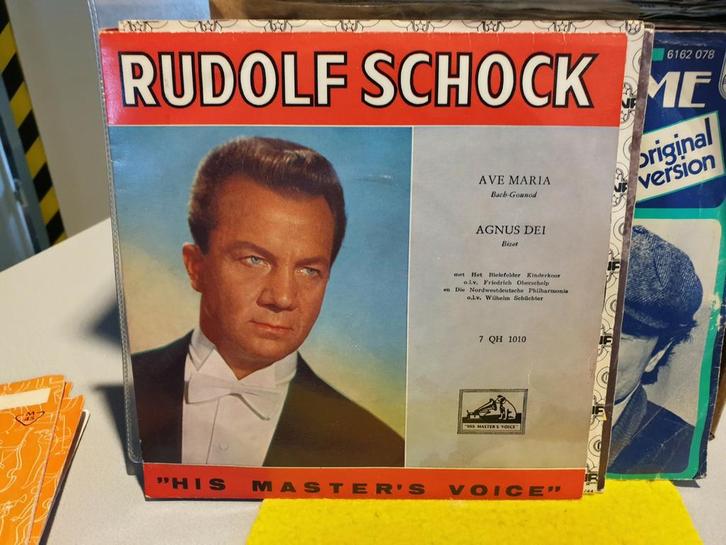 RUDOLF SCHOCK
AVE MARIA
Bach-Gounod
AGNUS DEI
Bizet
met Het Bielefelder Kinderkoor
o.l.v. Friedrich Oberschelp
en Die Nordwestdeutsche Philharmonie
o.l.v. Wilhelm Schüchter
7 QH 1010
"HIS MASTER'S VOICE"
"HIS MASTER'S VOICE"
6162 078
ME
original
version